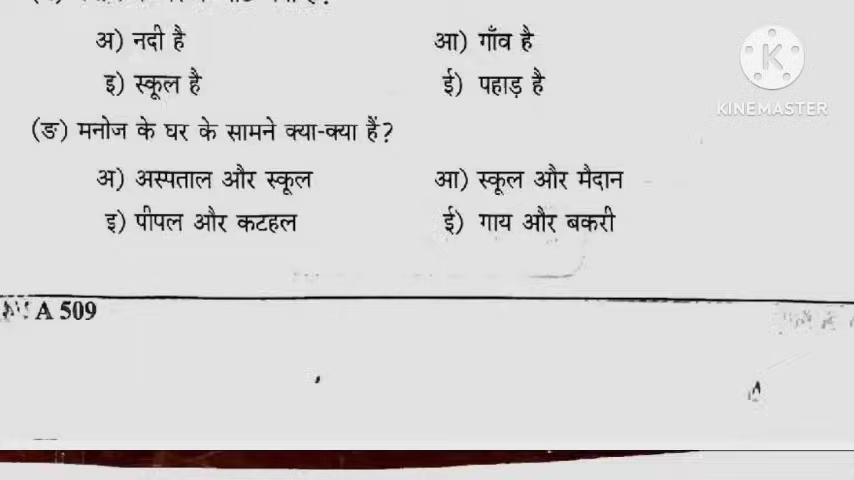 अ) नदी है आ) गाँव है
इ) स्कूल है ई) पहाड़ है
K
KINEMASTER
(ङ) मनोज के घर के सामने क्या-क्या हैं?
अ) अस्पताल और स्कूल आ) स्कूल और मैदान
इ) पीपल और कटहल ई) गाय और बकरी
A 509